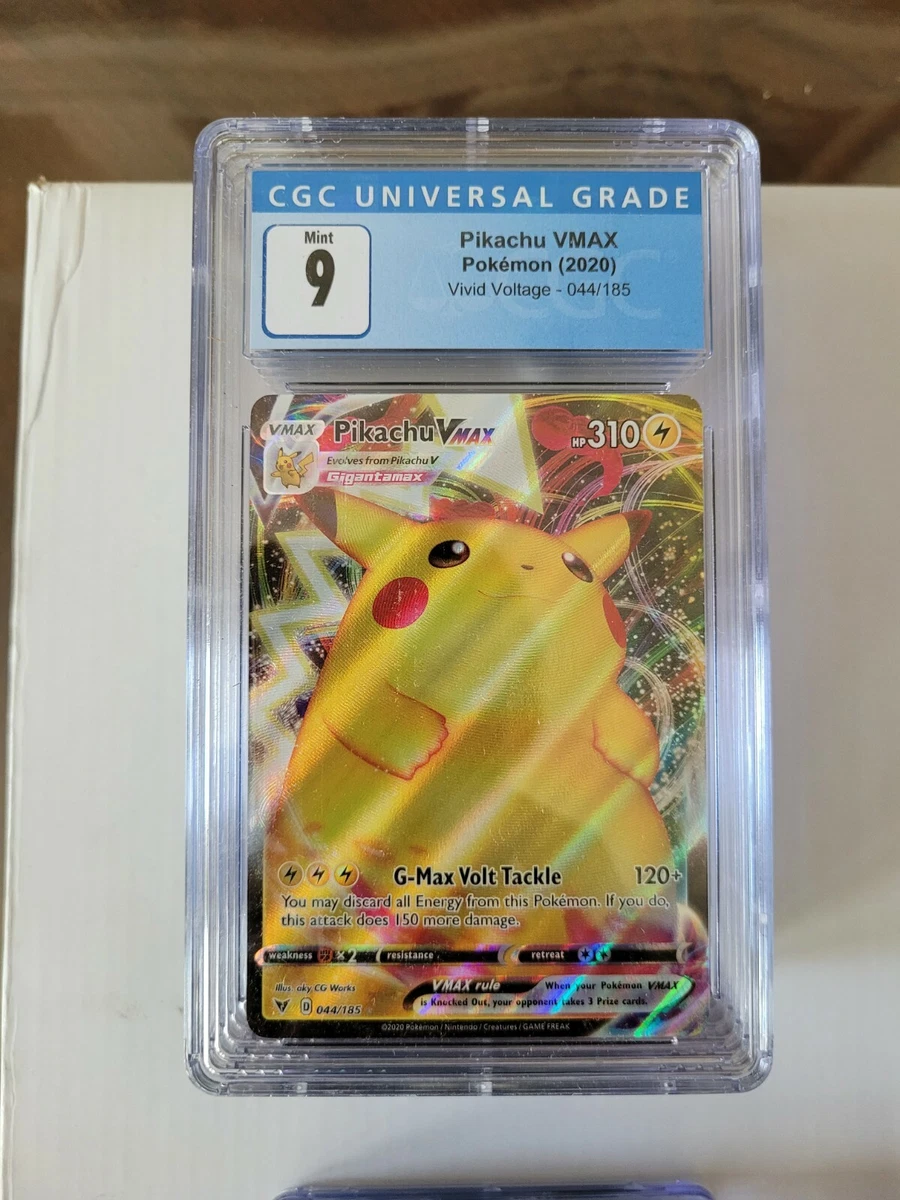 CGC UNIVERSAL GRADE
Mint
9
Pikachu VMAX
Pokémon (2020)
Vivid Voltage - 044/185
CGC
VMAX
Pikachu VMAX
HP 310
Evolves from Pikachu V
Gigantamax
G-Max Volt Tackle 120+
You may discard all Energy from this Pokémon. If you do,
this attack does 150 more damage.
weakness ×2 resistance retreat
Illus. aky CG Works
VMAX rule When your Pokémon VMAX
is Knocked Out, your opponent takes 3 Prize cards.
D 044/185
©2020 Pokémon / Nintendo / Creatures / GAME FREAK